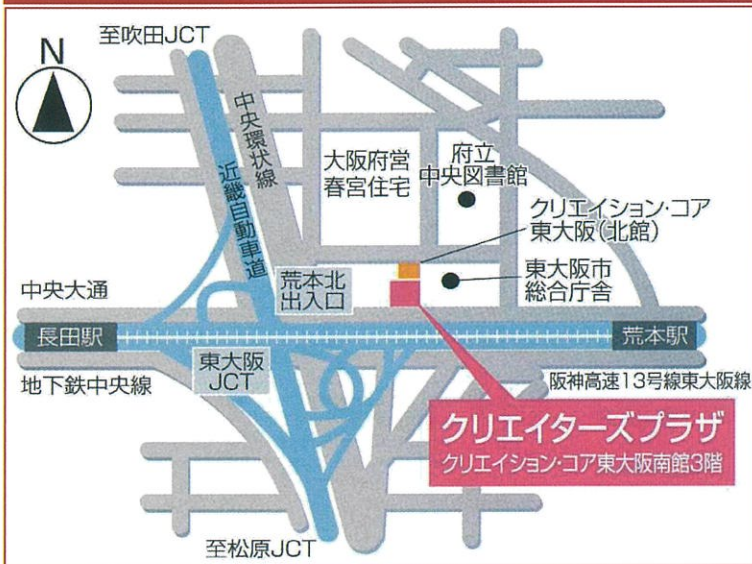 至吹田JCT
N
中央環状線
近畿自動車道
大阪府営
春宮住宅
府立
中央図書館
クリエイション・コア
東大阪（北館）
東大阪市
総合庁舎
荒本北
出入口
中央大通
長田駅
荒本駅
地下鉄中央線
東大阪
JCT
阪神高速13号線東大阪線
クリエイターズプラザ
クリエイション・コア東大阪南館3階
至松原JCT